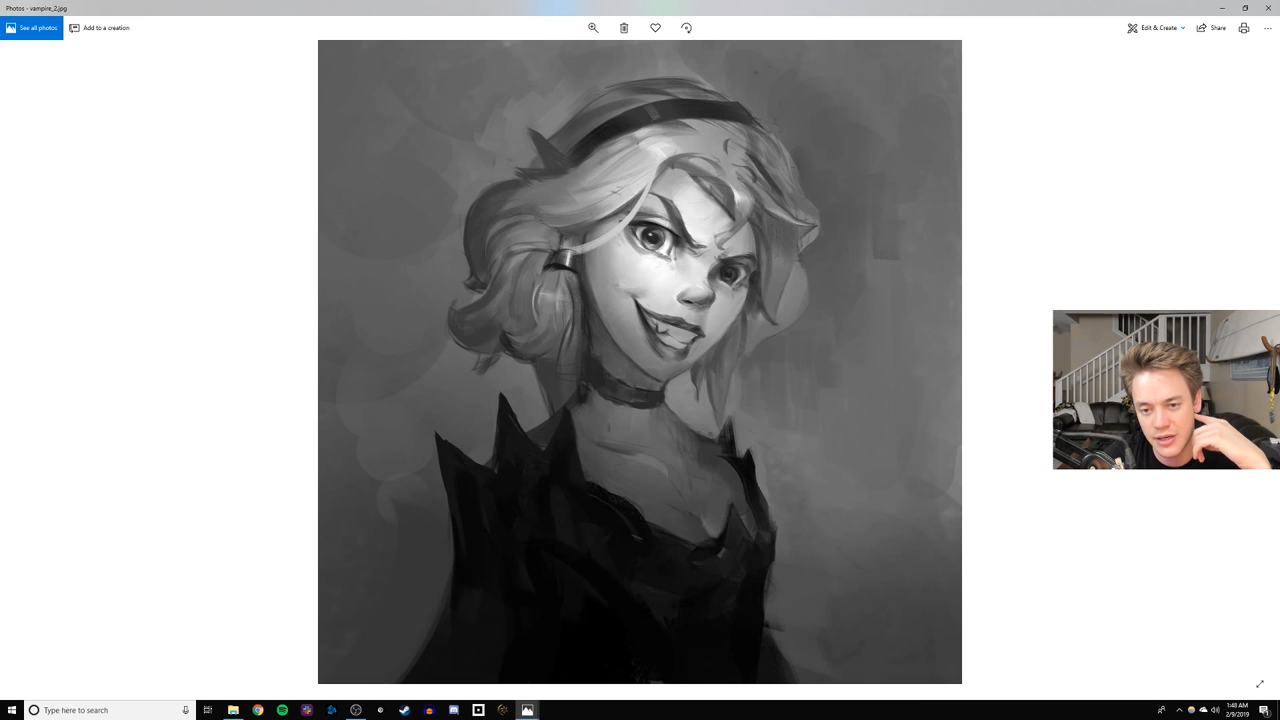 Photos - vampire_2.jpg
See all photos
Add to a creation
Edit & Create
Share
Type here to search
1:48 AM
2/9/2019